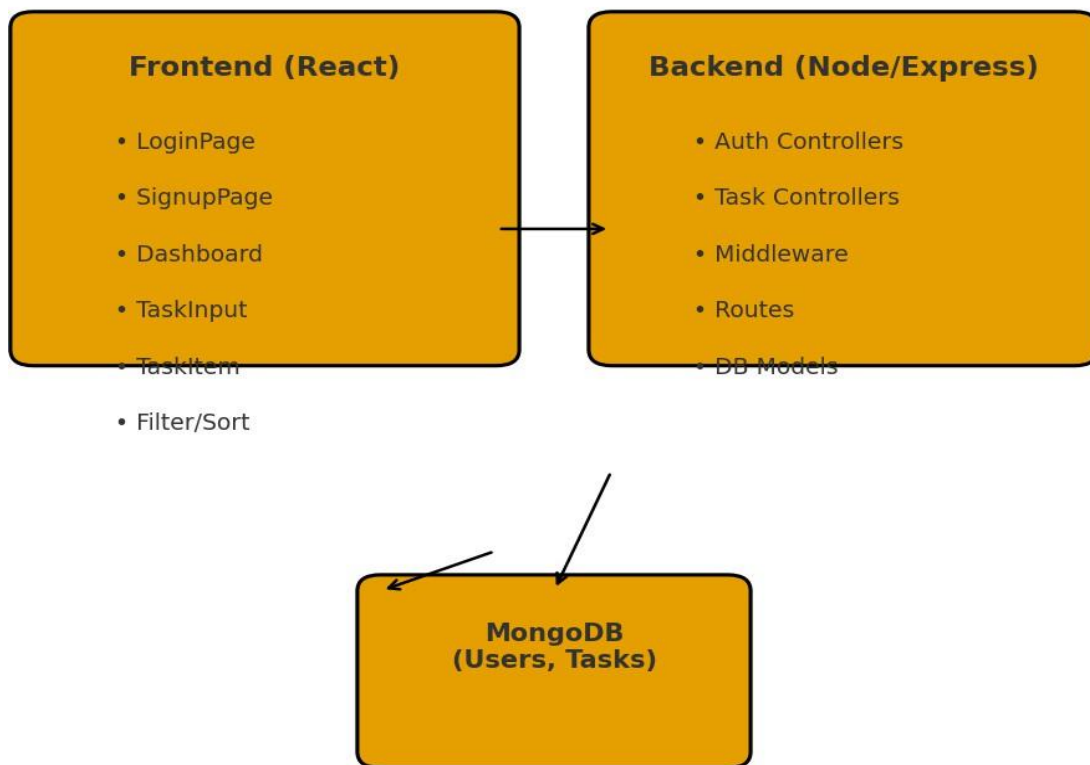 Frontend (React)
• LoginPage
• SignupPage
• Dashboard
• TaskInput
• TaskItem
• Filter/Sort
Backend (Node/Express)
• Auth Controllers
• Task Controllers
• Middleware
• Routes
• DB Models
MongoDB
(Users, Tasks)